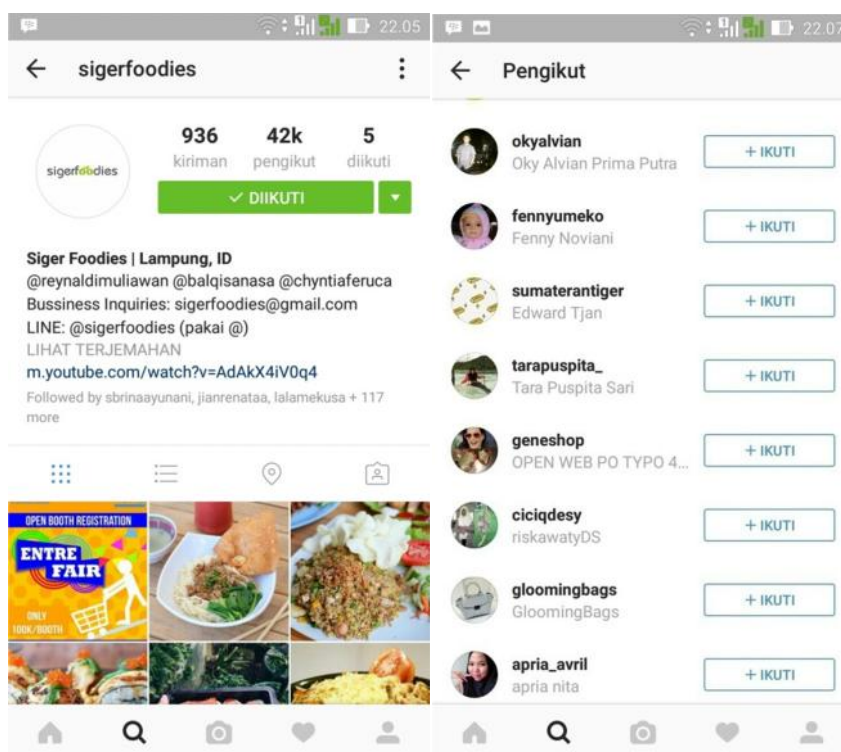 22.05
sigerfoodies
sigerfoodies
936 42k 5
kiriman pengikut diikuti
✓ DIIKUTI
Siger Foodies | Lampung, ID
@reynaldimuliawan @balqisanasa @chyntiaferuca
Bussiness Inquiries: sigerfoodies@gmail.com
LINE: @sigerfoodies (pakai @)
LIHAT TERJEMAHAN
m.youtube.com/watch?v=AdAkX4iV0q4
Followed by sbrinaayunani, jianrenataa, lalamekusa + 117
more
OPEN BOOTH REGISTRATION
ENTRE
FAIR
ONLY
100K/BOOTH
22.07
Pengikut
okyalvian
Oky Alvian Prima Putra
+ IKUTI
fennyumeko
Fenny Noviani
+ IKUTI
sumaterantiger
Edward Tjan
+ IKUTI
tarapuspita_
Tara Puspita Sari
+ IKUTI
geneshop
OPEN WEB PO TYPO 4...
+ IKUTI
ciciqdesy
riskawatyDS
+ IKUTI
gloomingbags
GloomingBags
+ IKUTI
apria_avril
apria nita
+ IKUTI